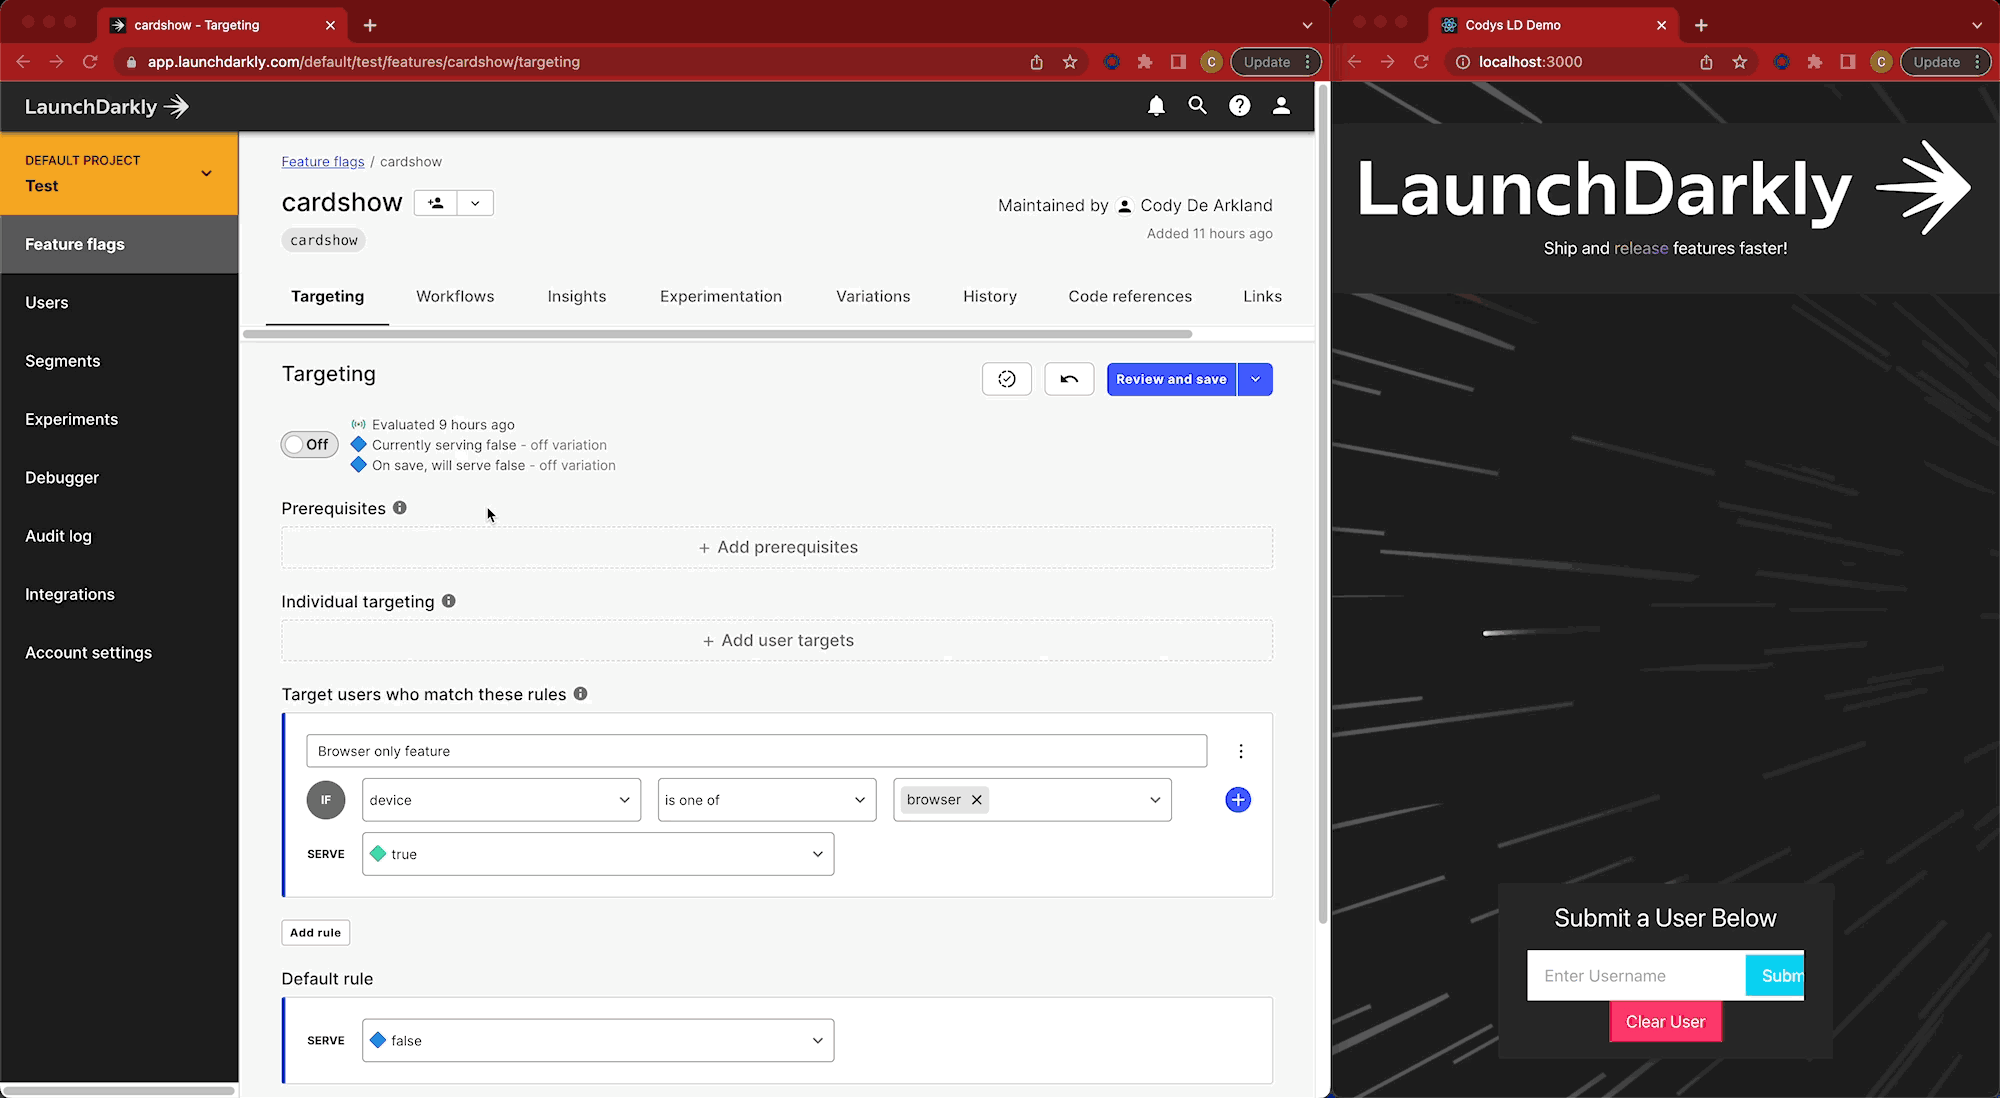 cardshow - Targeting
app.launchdarkly.com/default/test/features/cardshow/targeting
C
Update
LaunchDarkly
DEFAULT PROJECT
Test
Feature flags
Users
Segments
Experiments
Debugger
Audit log
Integrations
Account settings
Feature flags / cardshow
cardshow
cardshow
Maintained by Cody De Arkland
Added 11 hours ago
Targeting Workflows Insights Experimentation Variations History Code references Links
Targeting
Review and save
Off
Evaluated 9 hours ago
Currently serving false - off variation
On save, will serve false - off variation
Prerequisites
+ Add prerequisites
Individual targeting
+ Add user targets
Target users who match these rules
Browser only feature
IF device is one of browser
SERVE true
Add rule
Default rule
SERVE false
Codys LD Demo
localhost:3000
C
Update
LaunchDarkly
Ship and release features faster!
Submit a User Below
Enter Username Subm
Clear User